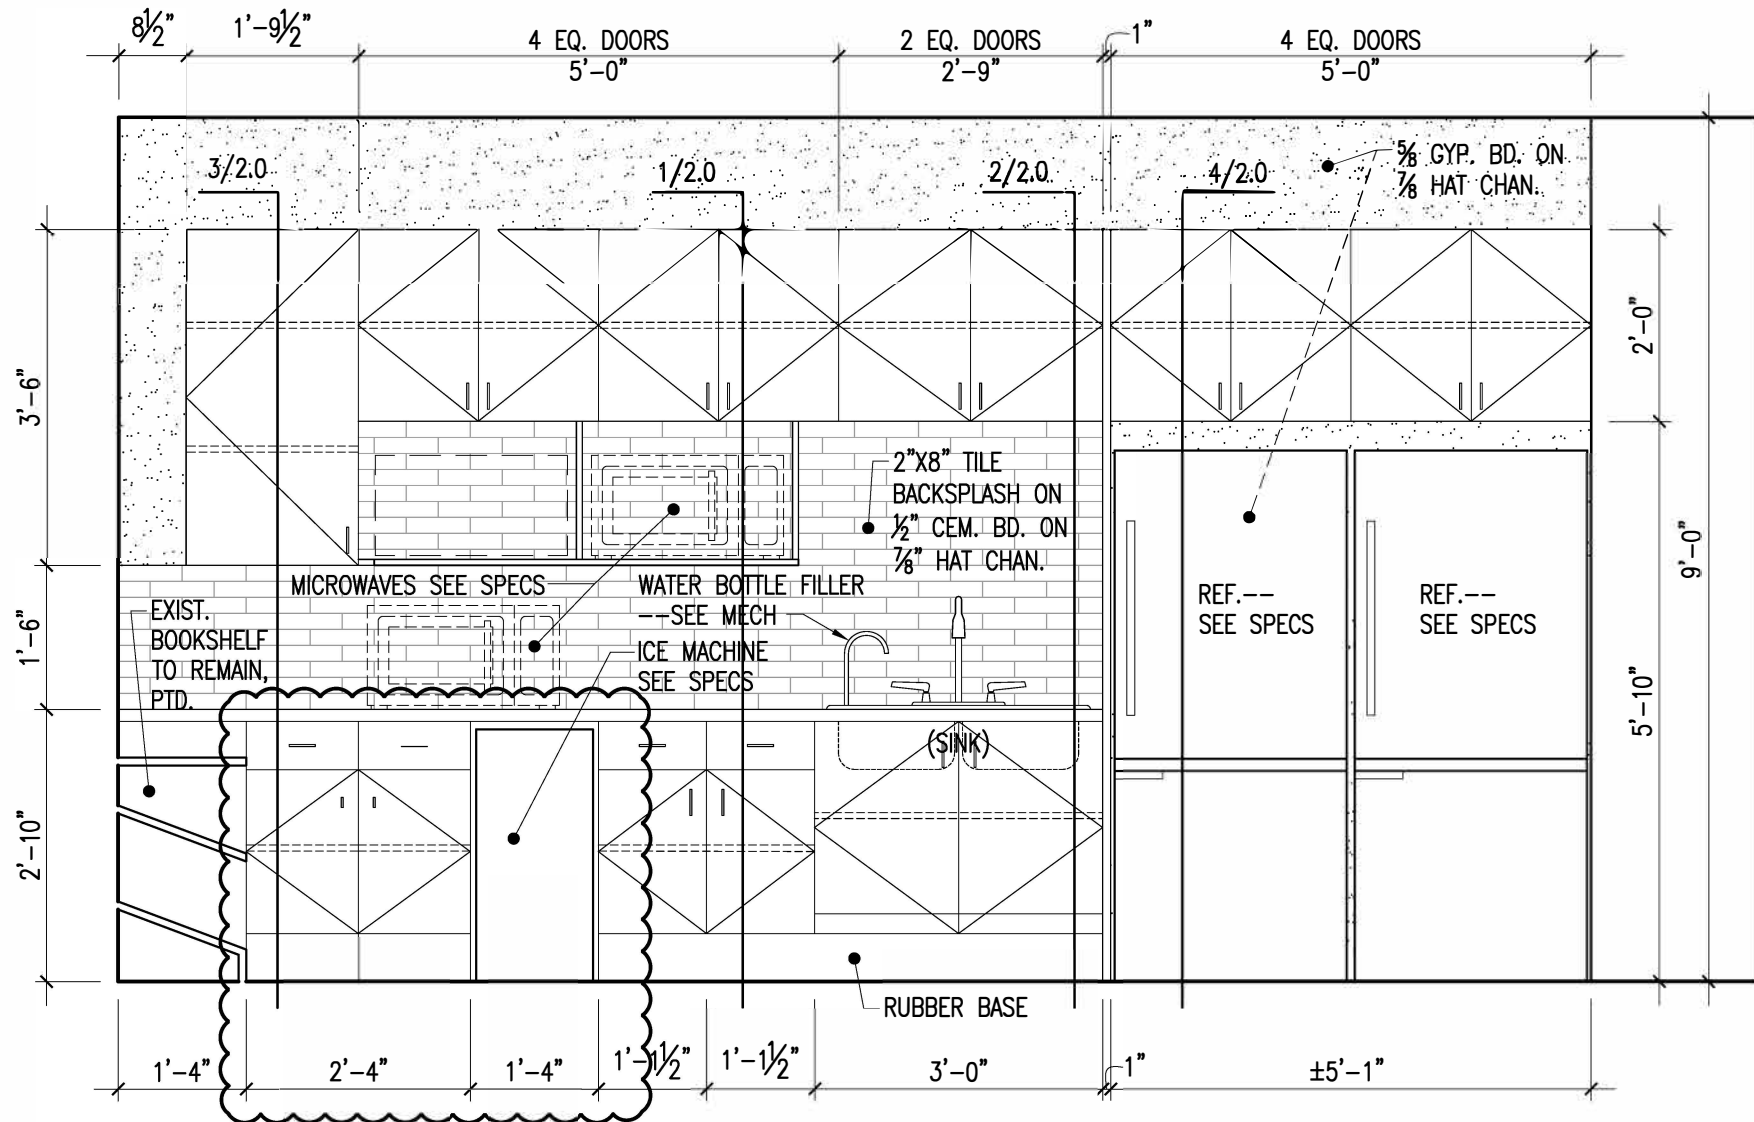 8½" 1'-9½" 4 EQ. DOORS 2 EQ. DOORS 1" 4 EQ. DOORS
5'-0" 2'-9" 5'-0"
3/2.0 1/2.0 2/2.0 4/2.0
⅝ GYP. BD. ON
⅞ HAT CHAN.
3'-6"
2'-0"
9'-0"
2"X8" TILE
BACKSPLASH ON
½" CEM. BD. ON
⅞" HAT CHAN.
MICROWAVES SEE SPECS
WATER BOTTLE FILLER
--SEE MECH
EXIST.
BOOKSHELF
TO REMAIN,
PTD.
ICE MACHINE
SEE SPECS
REF.--
SEE SPECS
REF.--
SEE SPECS
1'-6"
5'-10"
(SINK)
2'-10"
RUBBER BASE
1'-4" 2'-4" 1'-4" 1'-1½" 1'-1½" 3'-0" 1" ±5'-1"